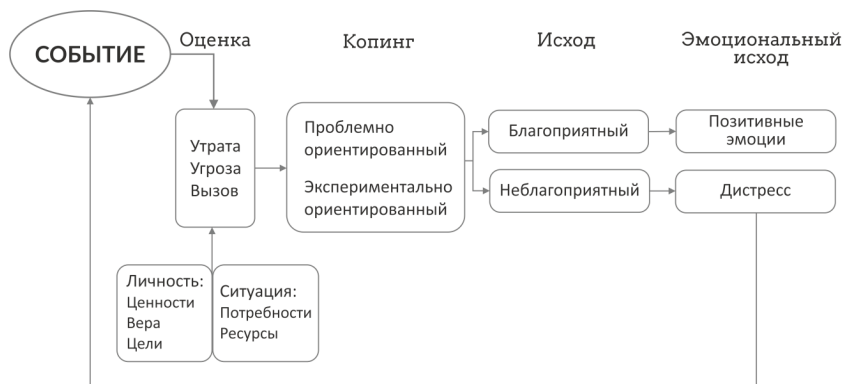 СОБЫТИЕ
Оценка
Копинг
Исход
Эмоциональный
исход
Утрата
Угроза
Вызов
Проблемно
ориентированный
Экспериментально
ориентированный
Благоприятный
Позитивные
эмоции
Неблагоприятный
Дистресс
Личность:
Ценности
Вера
Цели
Ситуация:
Потребности
Ресурсы